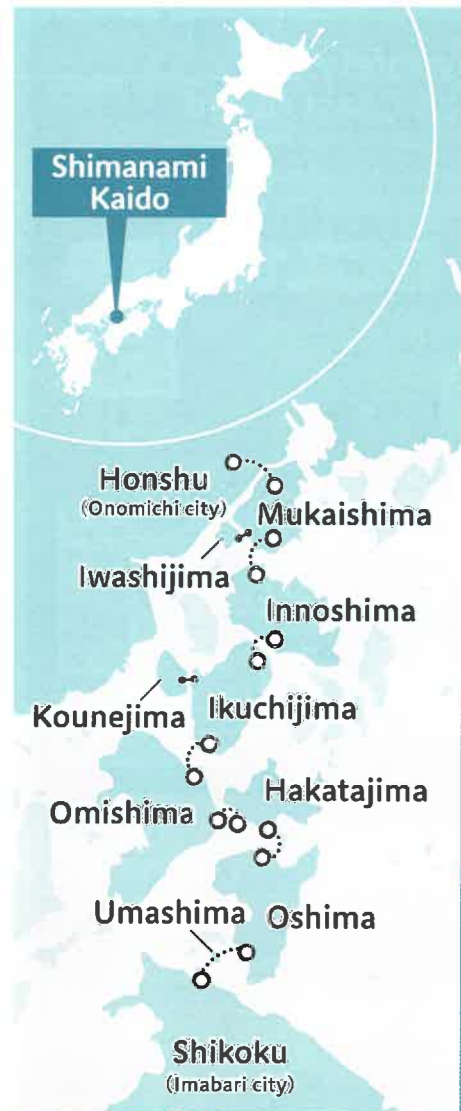 Shimanami
Kaido
Honshu
(Onomichi city)
Mukaishima
Iwashijima
Innoshima
Kounejima
Ikuchijima
Hakatajima
Omishima
Umashima
Oshima
Shikoku
(Imabari city)